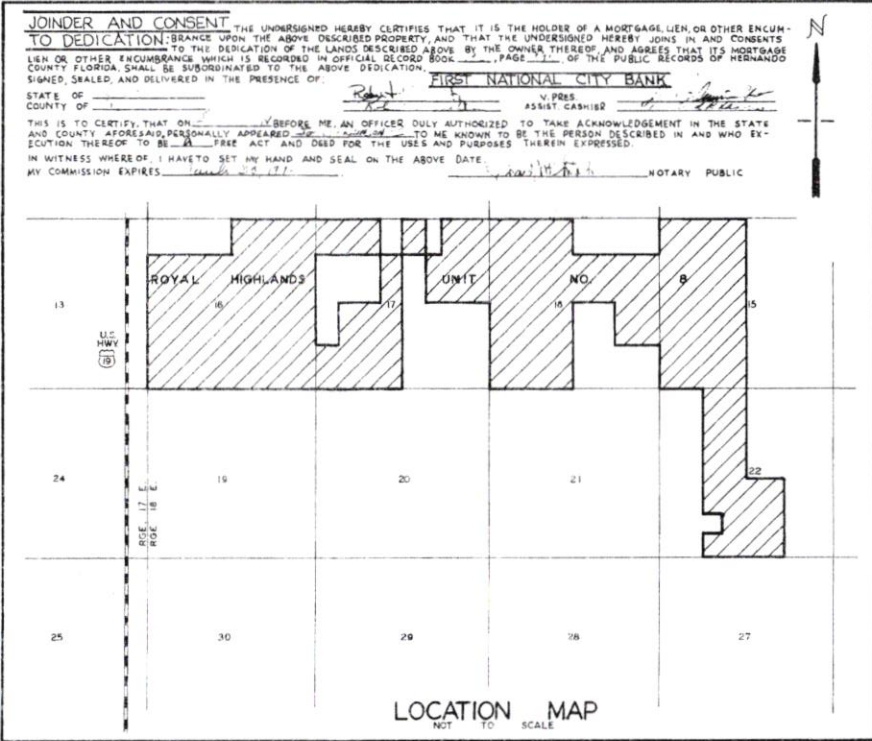 JOINDER AND CONSENT THE UNDERSIGNED HEREBY CERTIFIES THAT IT IS THE HOLDER OF A MORTGAGE, LIEN, OR OTHER ENCUM-
TO DEDICATION: BRANCE UPON THE ABOVE DESCRIBED PROPERTY, AND THAT THE UNDERSIGNED HEREBY JOINS IN AND CONSENTS
TO THE DEDICATION OF THE LANDS DESCRIBED ABOVE BY THE OWNER THEREOF, AND AGREES THAT ITS MORTGAGE
LIEN OR OTHER ENCUMBRANCE WHICH IS RECORDED IN OFFICIAL RECORD BOOK , PAGE OF THE PUBLIC RECORDS OF HERNANDO
COUNTY FLORIDA, SHALL BE SUBORDINATED TO THE ABOVE DEDICATION.
SIGNED, SEALED, AND DELIVERED IN THE PRESENCE OF: FIRST NATIONAL CITY BANK
STATE OF Robert V. PRES.
COUNTY OF ASSIST. CASHIER
THIS IS TO CERTIFY, THAT ON BEFORE ME, AN OFFICER DULY AUTHORIZED TO TAKE ACKNOWLEDGEMENT IN THE STATE
AND COUNTY AFORESAID, PERSONALLY APPEARED TO ME KNOWN TO BE THE PERSON DESCRIBED IN AND WHO EX-
ECUTION THEREOF TO BE A FREE ACT AND DEED FOR THE USES AND PURPOSES THEREIN EXPRESSED.
IN WITNESS WHEREOF, I HAVE TO SET MY HAND AND SEAL ON THE ABOVE DATE.
MY COMMISSION EXPIRES NOTARY PUBLIC
N
ROYAL HIGHLANDS UNIT NO. 8
13 16 17 18 15
U.S. HWY. 19
24 19 20 21 22
RGE. 17 E.
RGE. 18 E.
25 30 29 28 27
LOCATION MAP
NOT TO SCALE